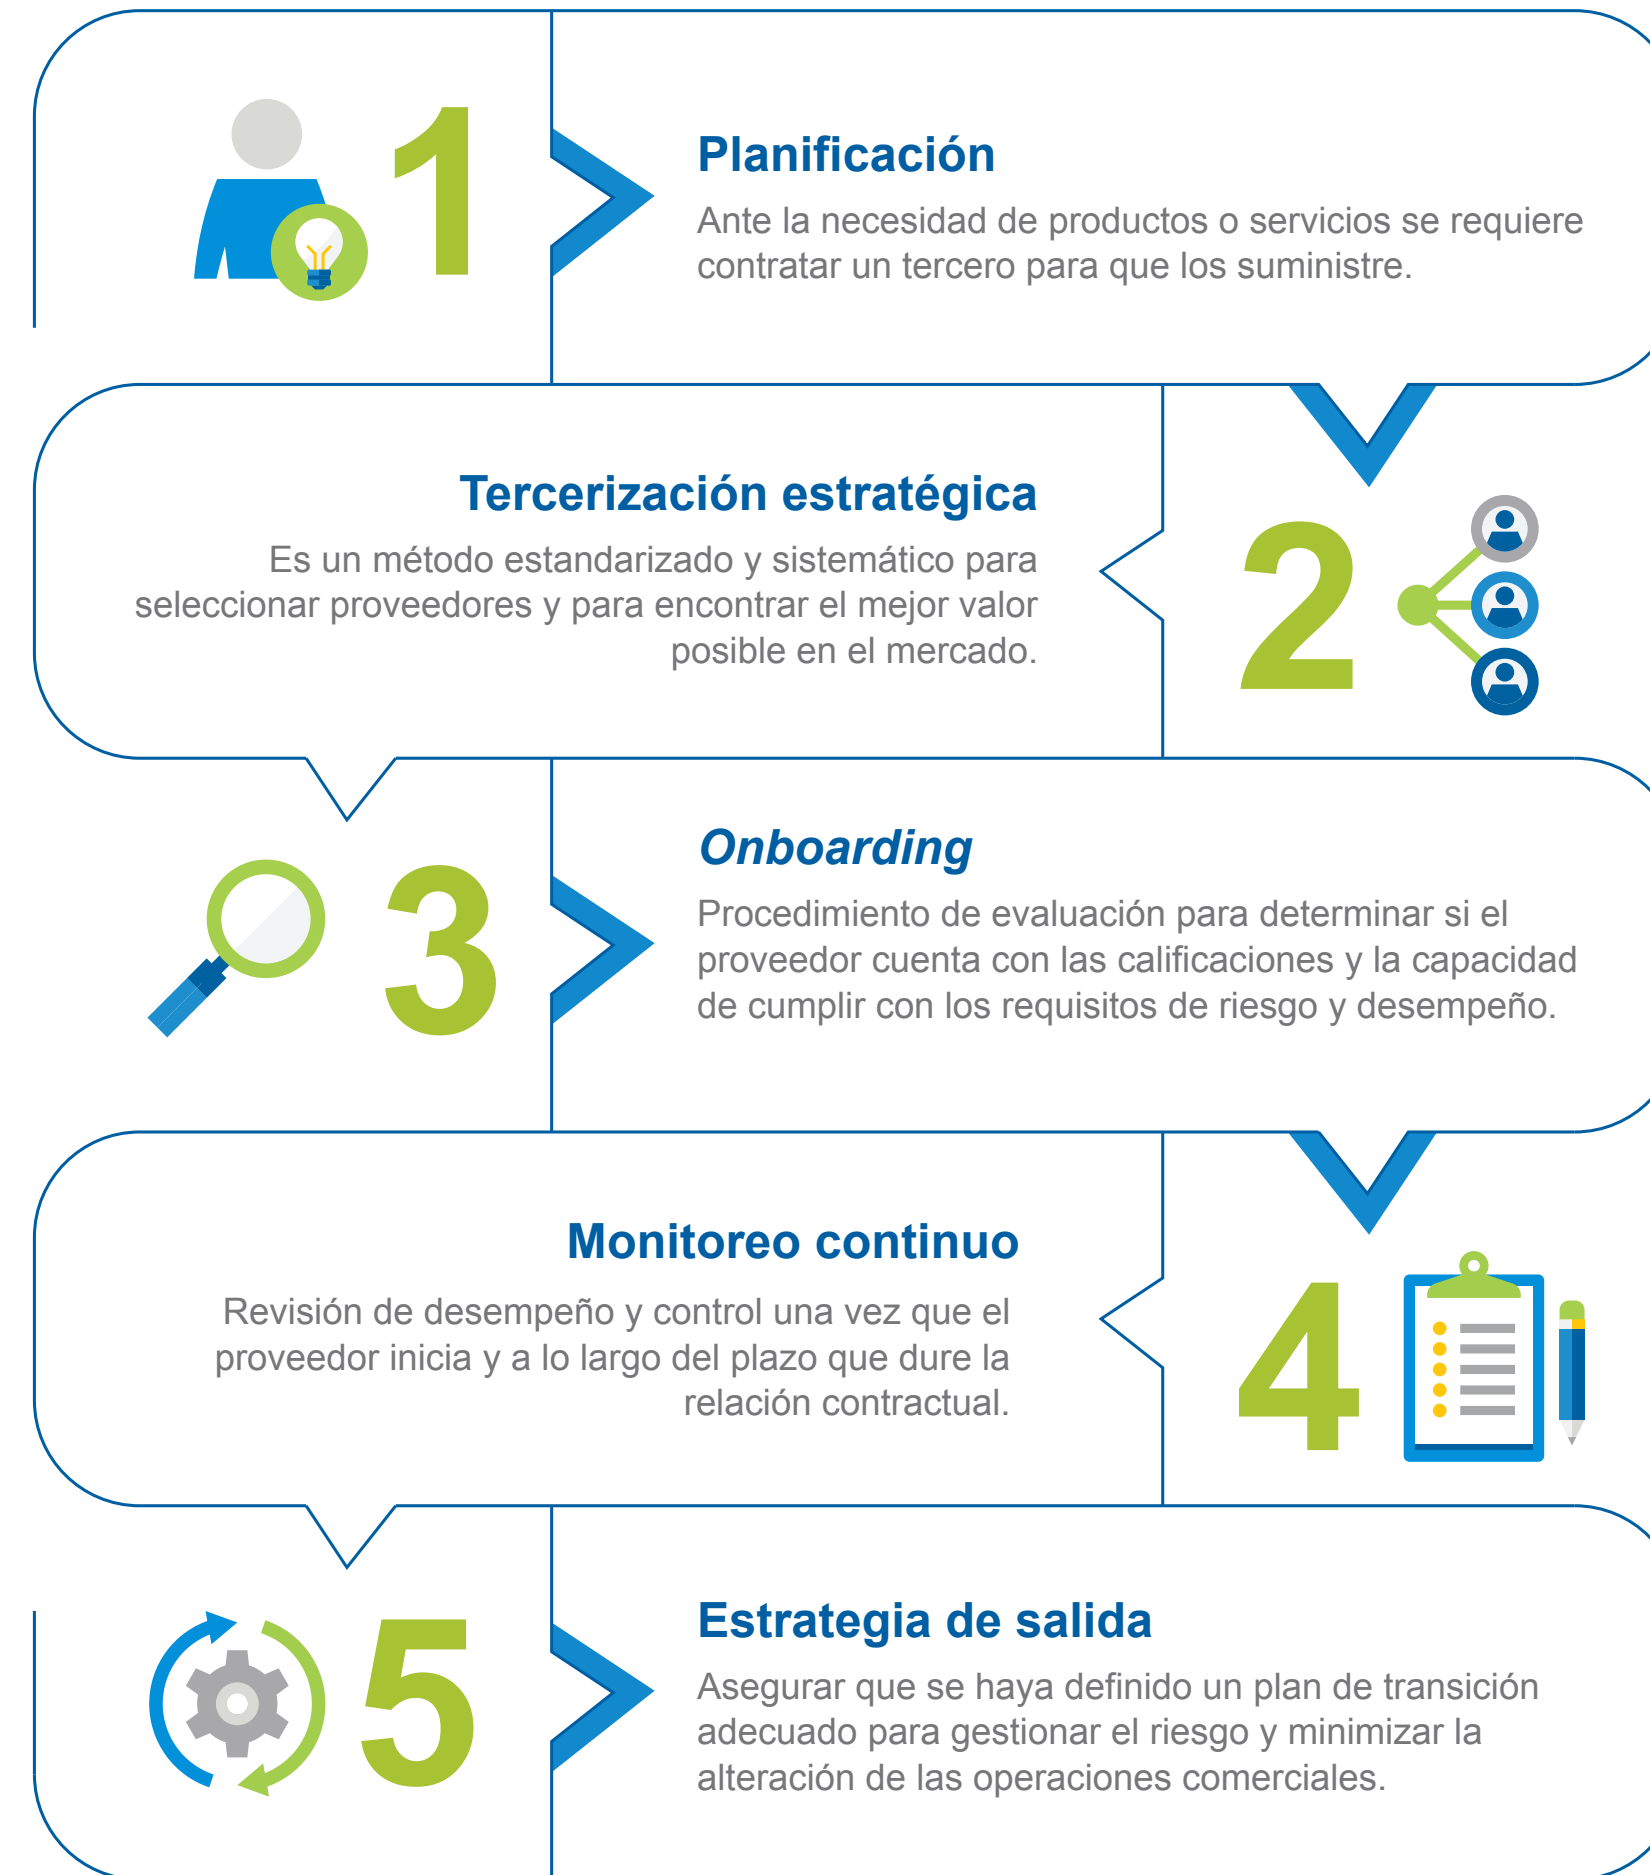 1
Planificación
Ante la necesidad de productos o servicios se requiere
contratar un tercero para que los suministre.
Tercerización estratégica
Es un método estandarizado y sistemático para
seleccionar proveedores y para encontrar el mejor valor
posible en el mercado.
2
3
Onboarding
Procedimiento de evaluación para determinar si el
proveedor cuenta con las calificaciones y la capacidad
de cumplir con los requisitos de riesgo y desempeño.
Monitoreo continuo
Revisión de desempeño y control una vez que el
proveedor inicia y a lo largo del plazo que dure la
relación contractual.
4
5
Estrategia de salida
Asegurar que se haya definido un plan de transición
adecuado para gestionar el riesgo y minimizar la
alteración de las operaciones comerciales.